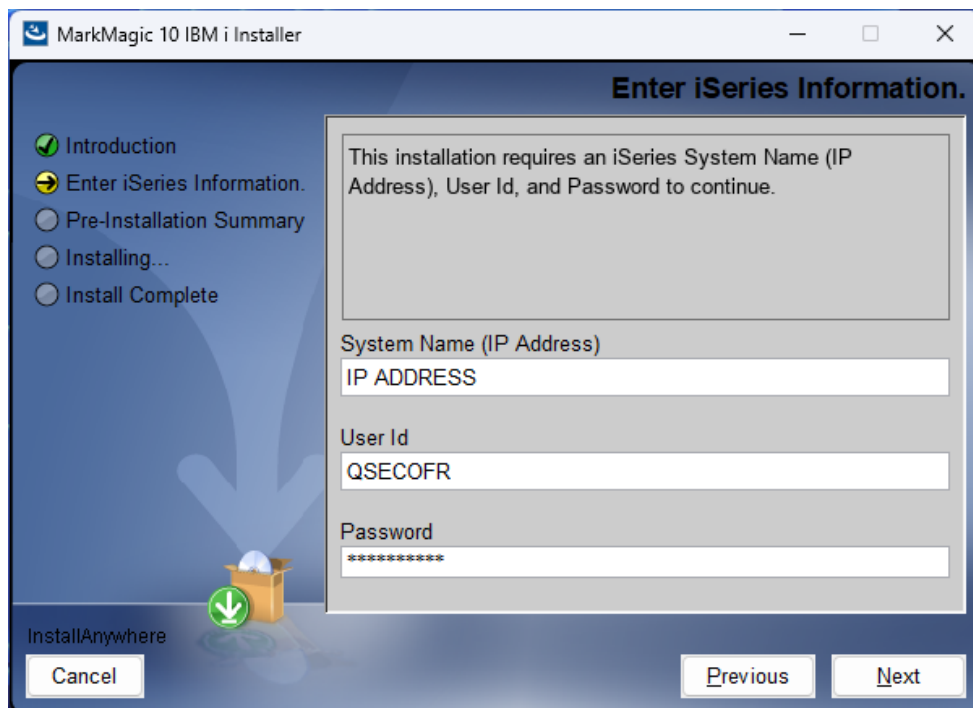 MarkMagic 10 IBM i Installer
Enter iSeries Information.
Introduction
Enter iSeries Information.
Pre-Installation Summary
Installing...
Install Complete
This installation requires an iSeries System Name (IP
Address), User Id, and Password to continue.
System Name (IP Address)
IP ADDRESS
User Id
QSECOFR
Password
**********
InstallAnywhere
Cancel
Previous
Next